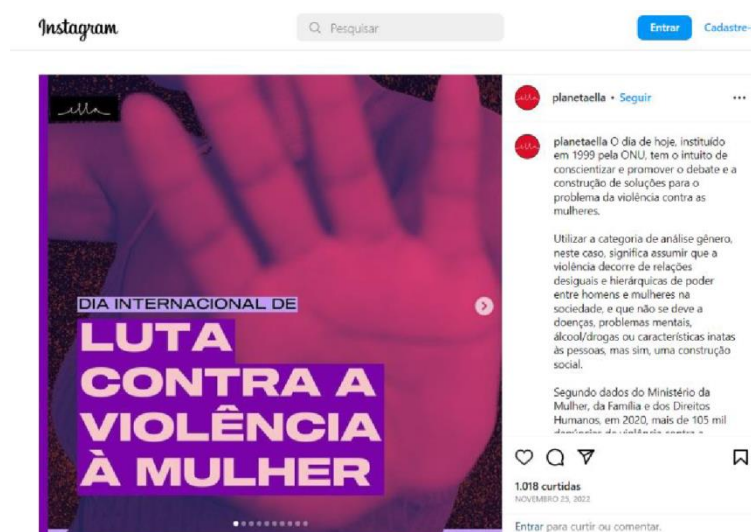 Instagram
Pesquisar
Entrar
Cadastre-
ella
DIA INTERNACIONAL DE
LUTA
CONTRA A
VIOLÊNCIA
À MULHER
planetaella • Seguir
planetaella O dia de hoje, instituído
em 1999 pela ONU, tem o intuito de
conscientizar e promover o debate e a
construção de soluções para o
problema da violência contra as
mulheres.
Utilizar a categoria de análise gênero,
neste caso, significa assumir que a
violência decorre de relações
desiguais e hierárquicas de poder
entre homens e mulheres na
sociedade, e que não se deve a
doenças, problemas mentais,
álcool/drogas ou características inatas
às pessoas, mas sim, uma construção
social.
Segundo dados do Ministério da
Mulher, da Família e dos Direitos
Humanos, em 2020, mais de 105 mil
1.018 curtidas
NOVEMBRO 25, 2022
Entrar para curtir ou comentar.